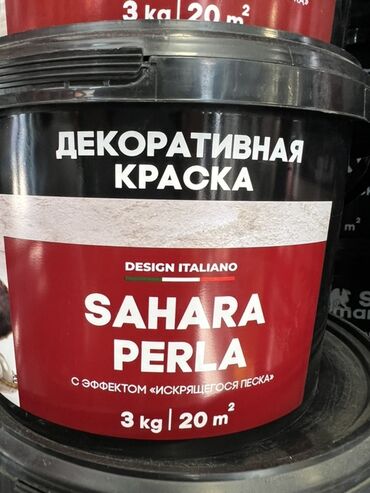 3 kg | 20 m²
ДЕКОРАТИВНАЯ
КРАСКА
DESIGN ITALIANO
SAHARA
PERLA
С ЭФФЕКТОМ «ИСКРЯЩЕГОСЯ ПЕСКА»
3 kg | 20 m²